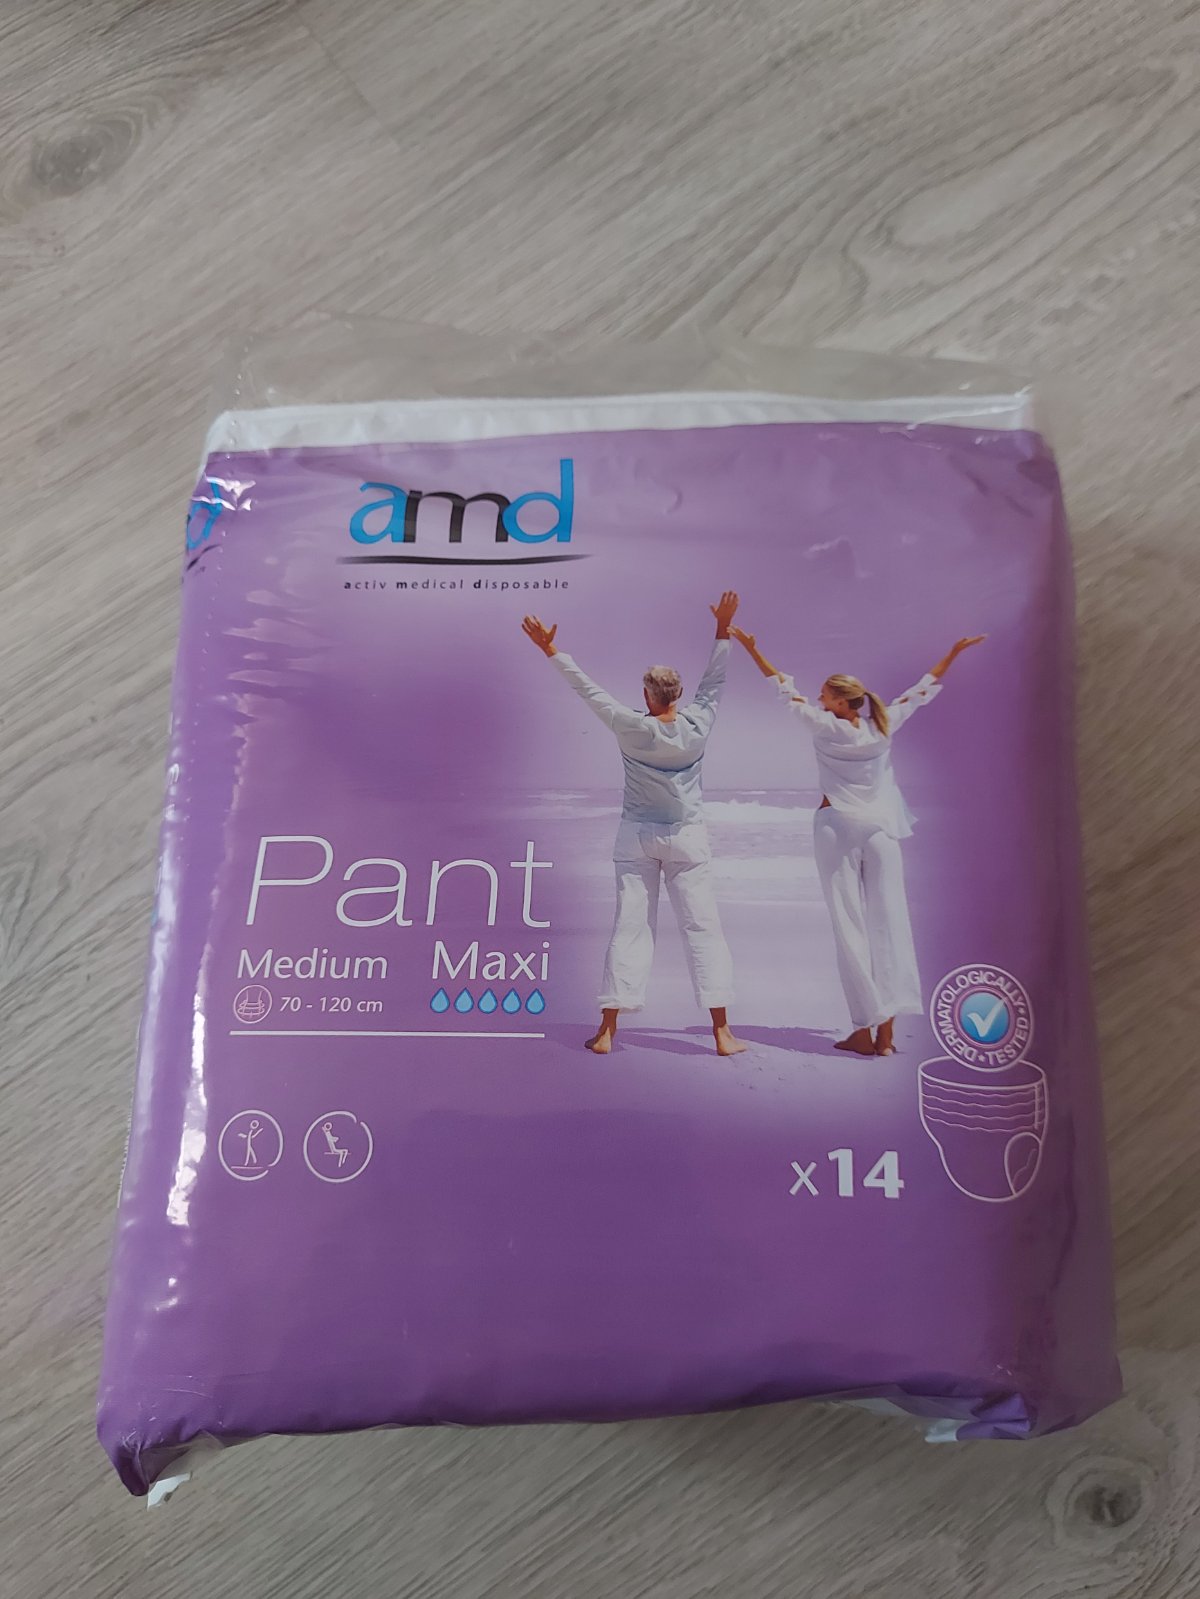 amd
activ medical disposable
Pant
Medium Maxi
70 - 120 cm
DERMATOLOGICALLY • TESTED •
x14